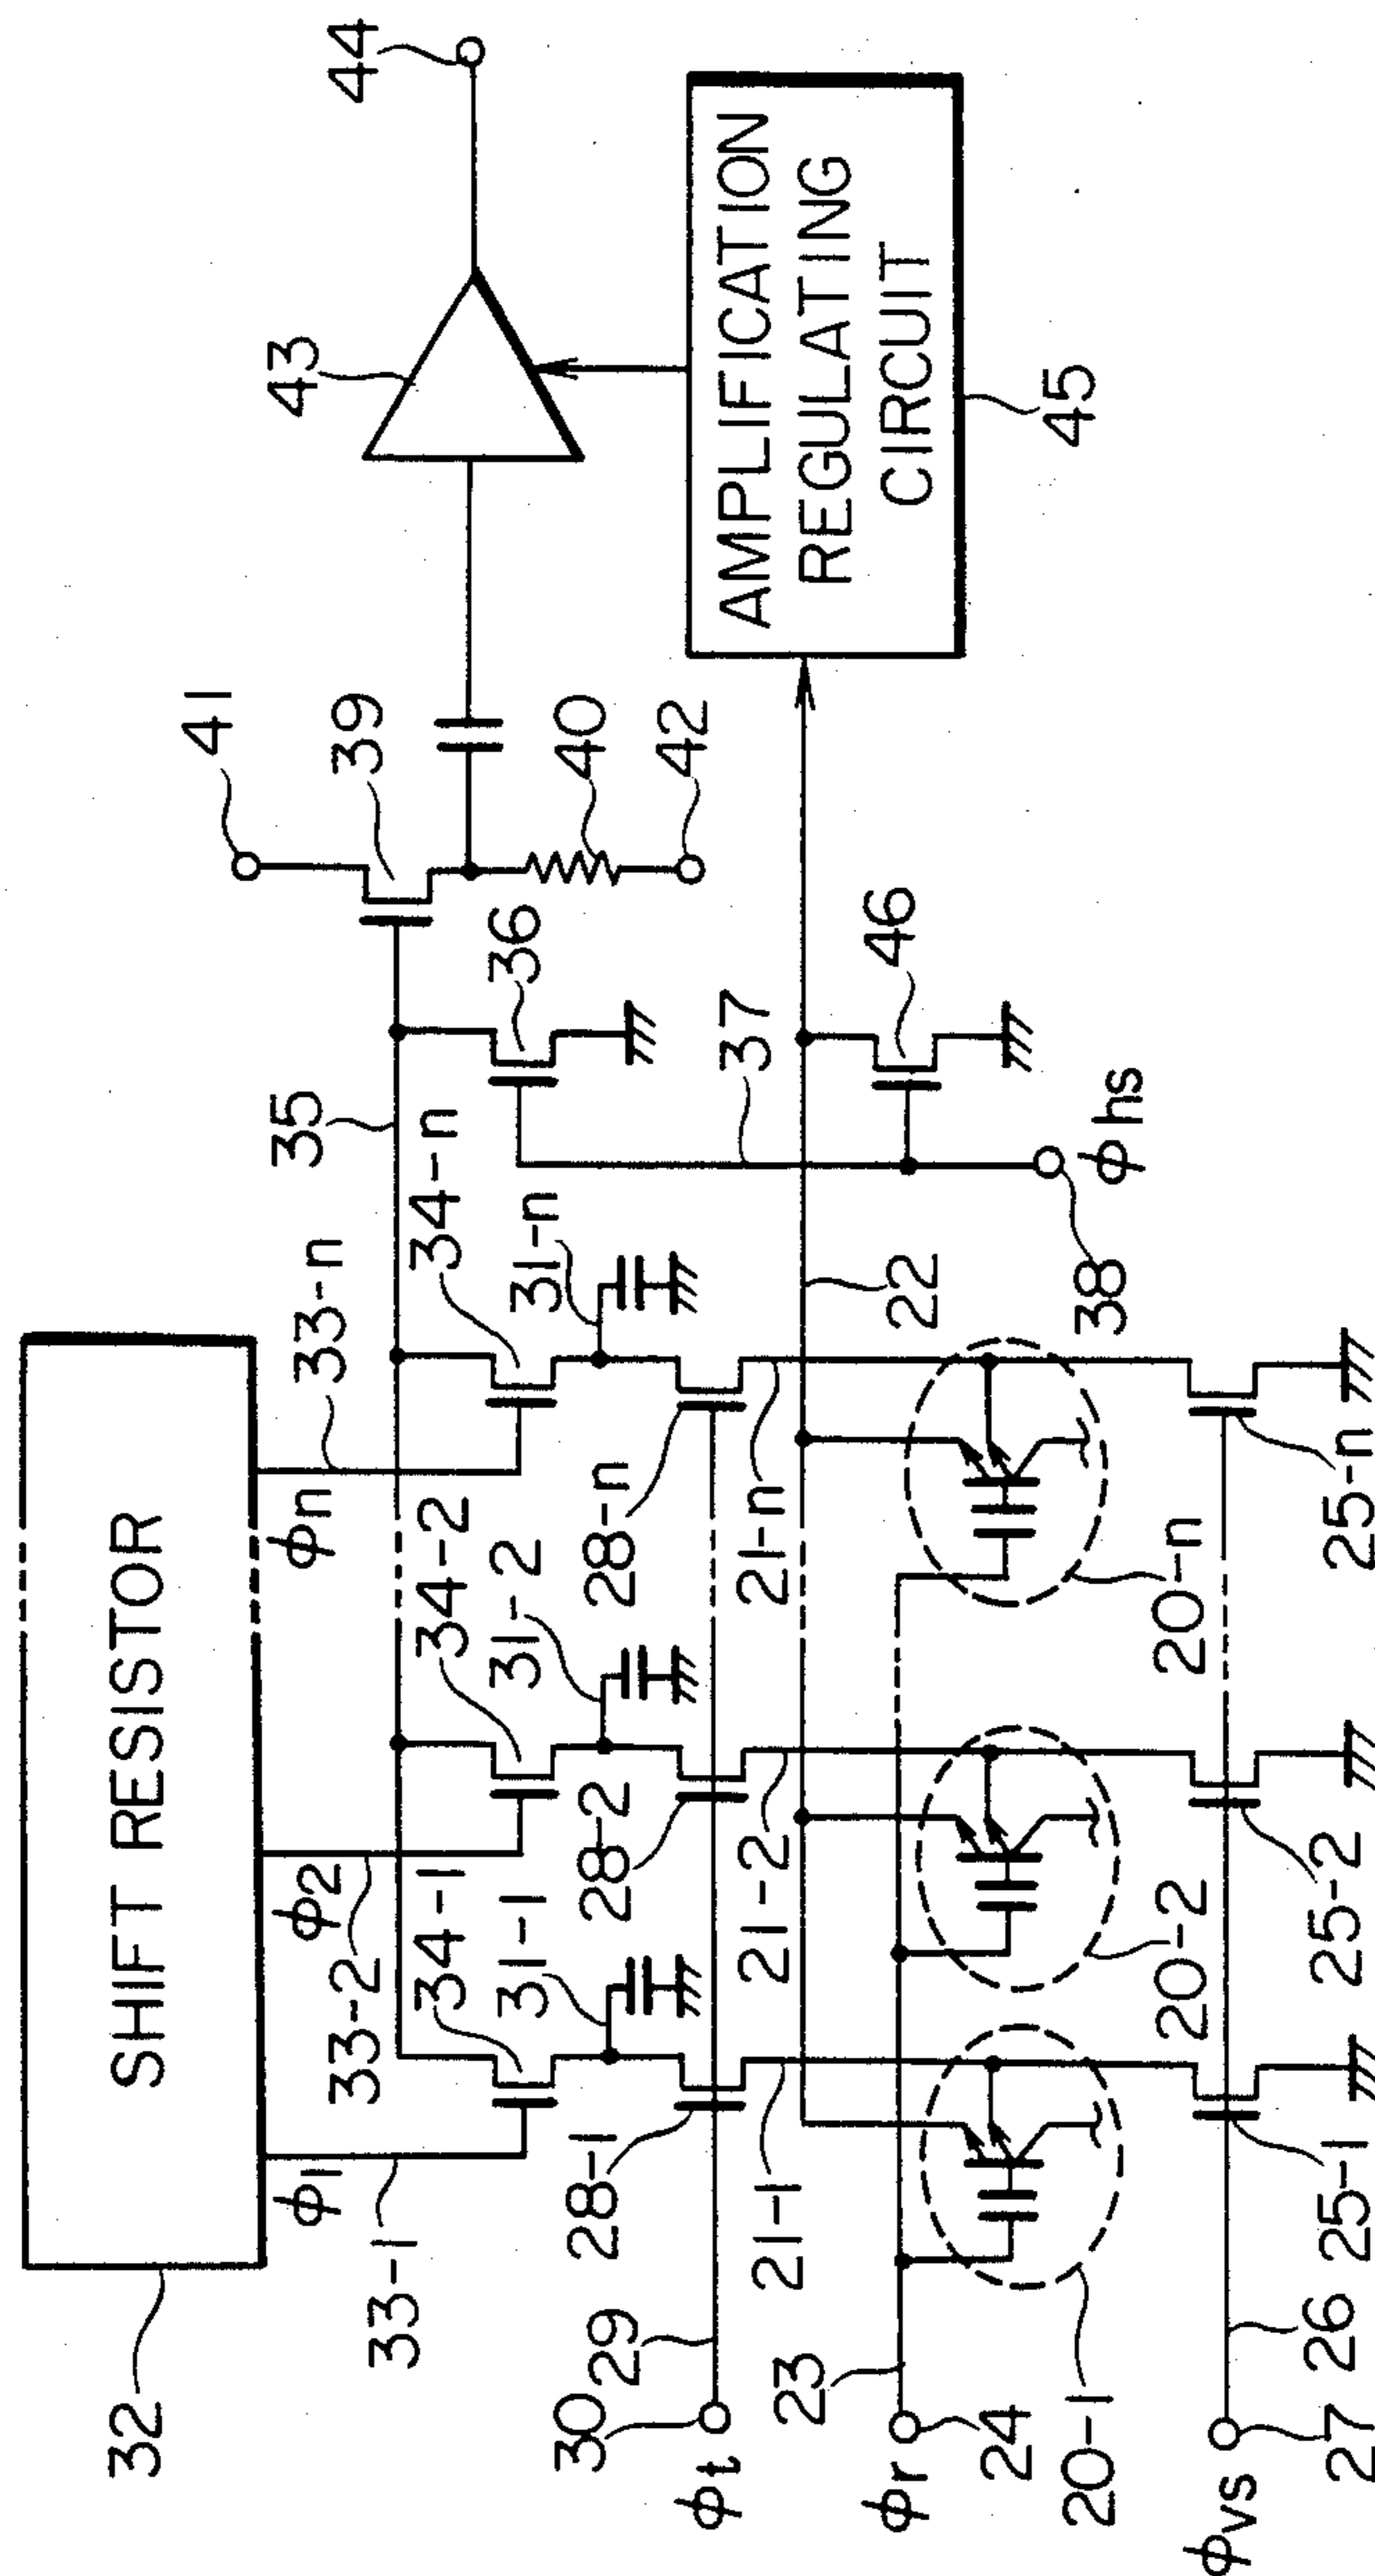 SHIFT RESISTOR
32
33-1
ϕ1
33-2
ϕ2
33-n
ϕn
34-1
34-2
34-n
35
31-1
31-2
31-n
36
39
41
40
42
43
44
28-1
28-2
28-n
29
30
ϕt
21-1
21-2
21-n
22
37
46
38
ϕhs
AMPLIFICATION
REGULATING
CIRCUIT
45
23
24
ϕr
20-1
20-2
20-n
25-1
25-2
25-n
26
27
ϕvs